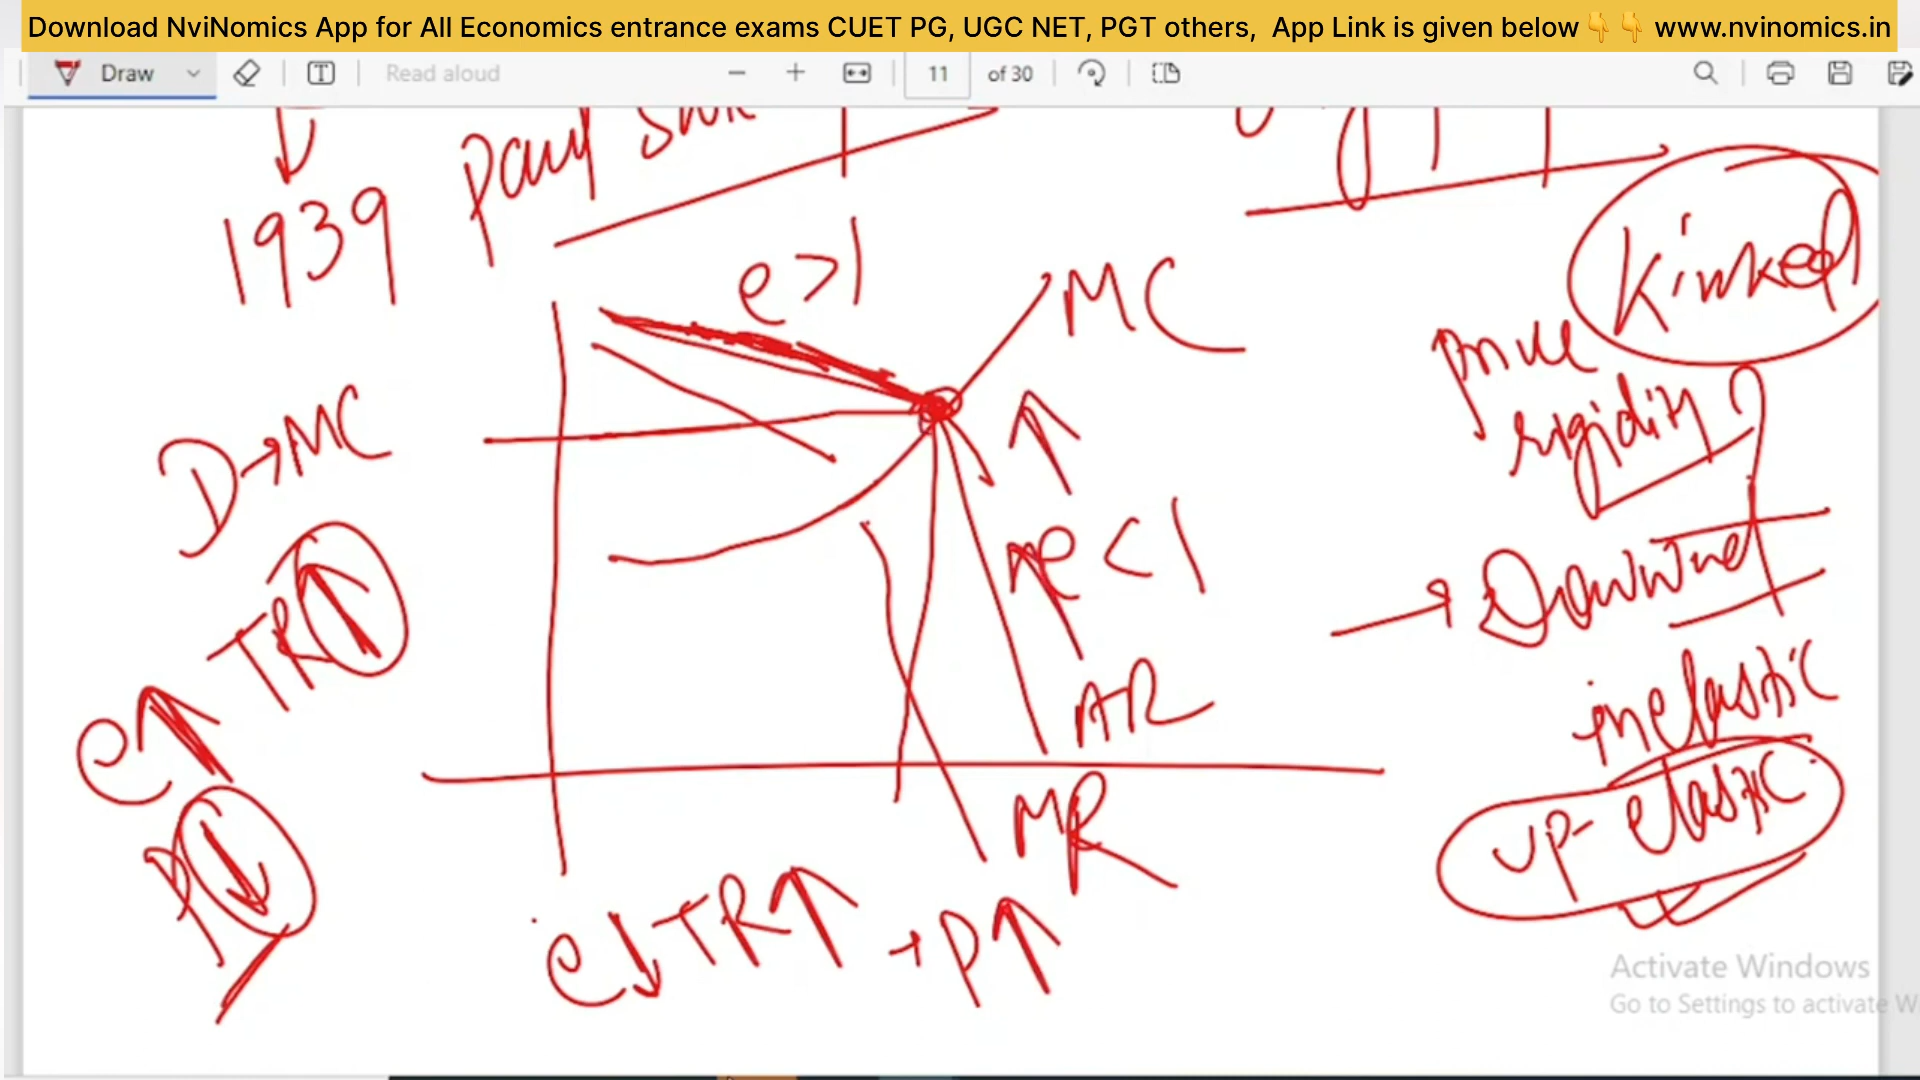 Download NviNomics App for All Economics entrance exams CUET PG, UGC NET, PGT others, App Link is given below👇👇 www.nvinomics.in
Draw
Read aloud
11 of 30
1939
Paul
Kinked
e>1
MC
price
rigidity
D→MC
e<1
Downward
TR↑
AR
inelastic
e↑
MR
up- elastic
P↓
e↓ TR↑ → P↑
Activate Windows
Go to Settings to activate W